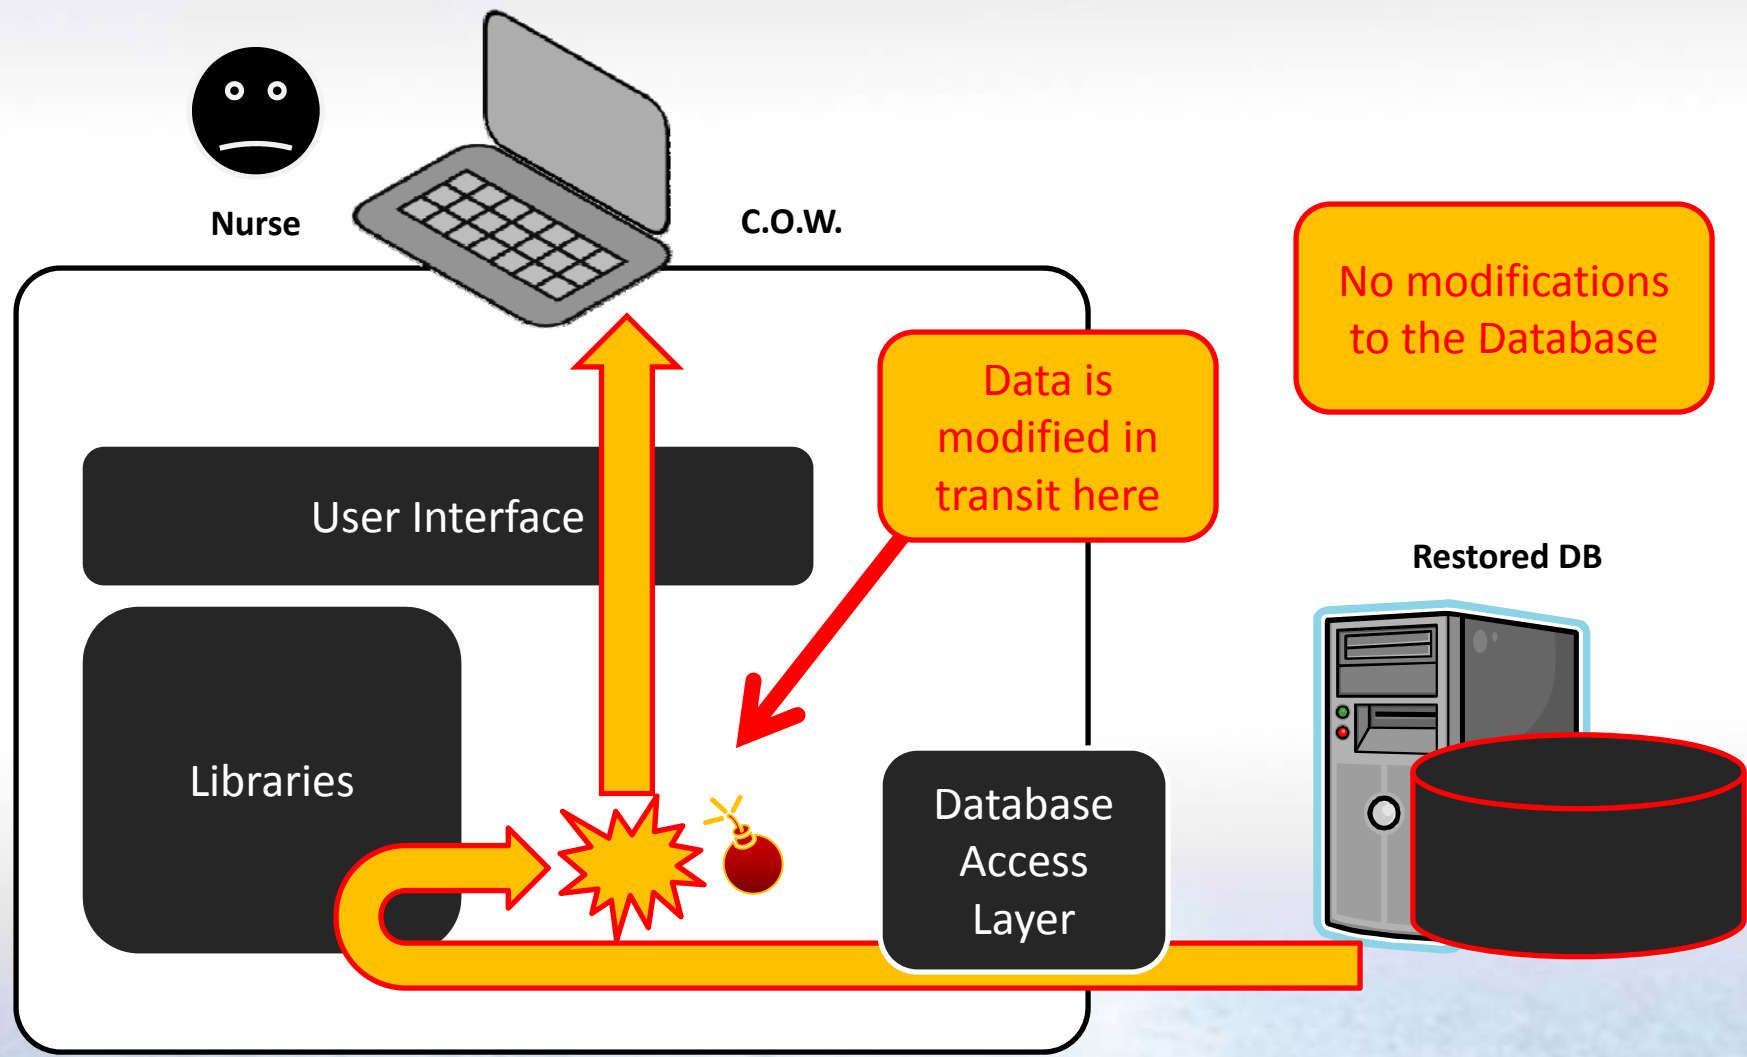 Nurse
C.O.W.
No modifications
to the Database
Data is
modified in
transit here
User Interface
Restored DB
Libraries
Database
Access
Layer